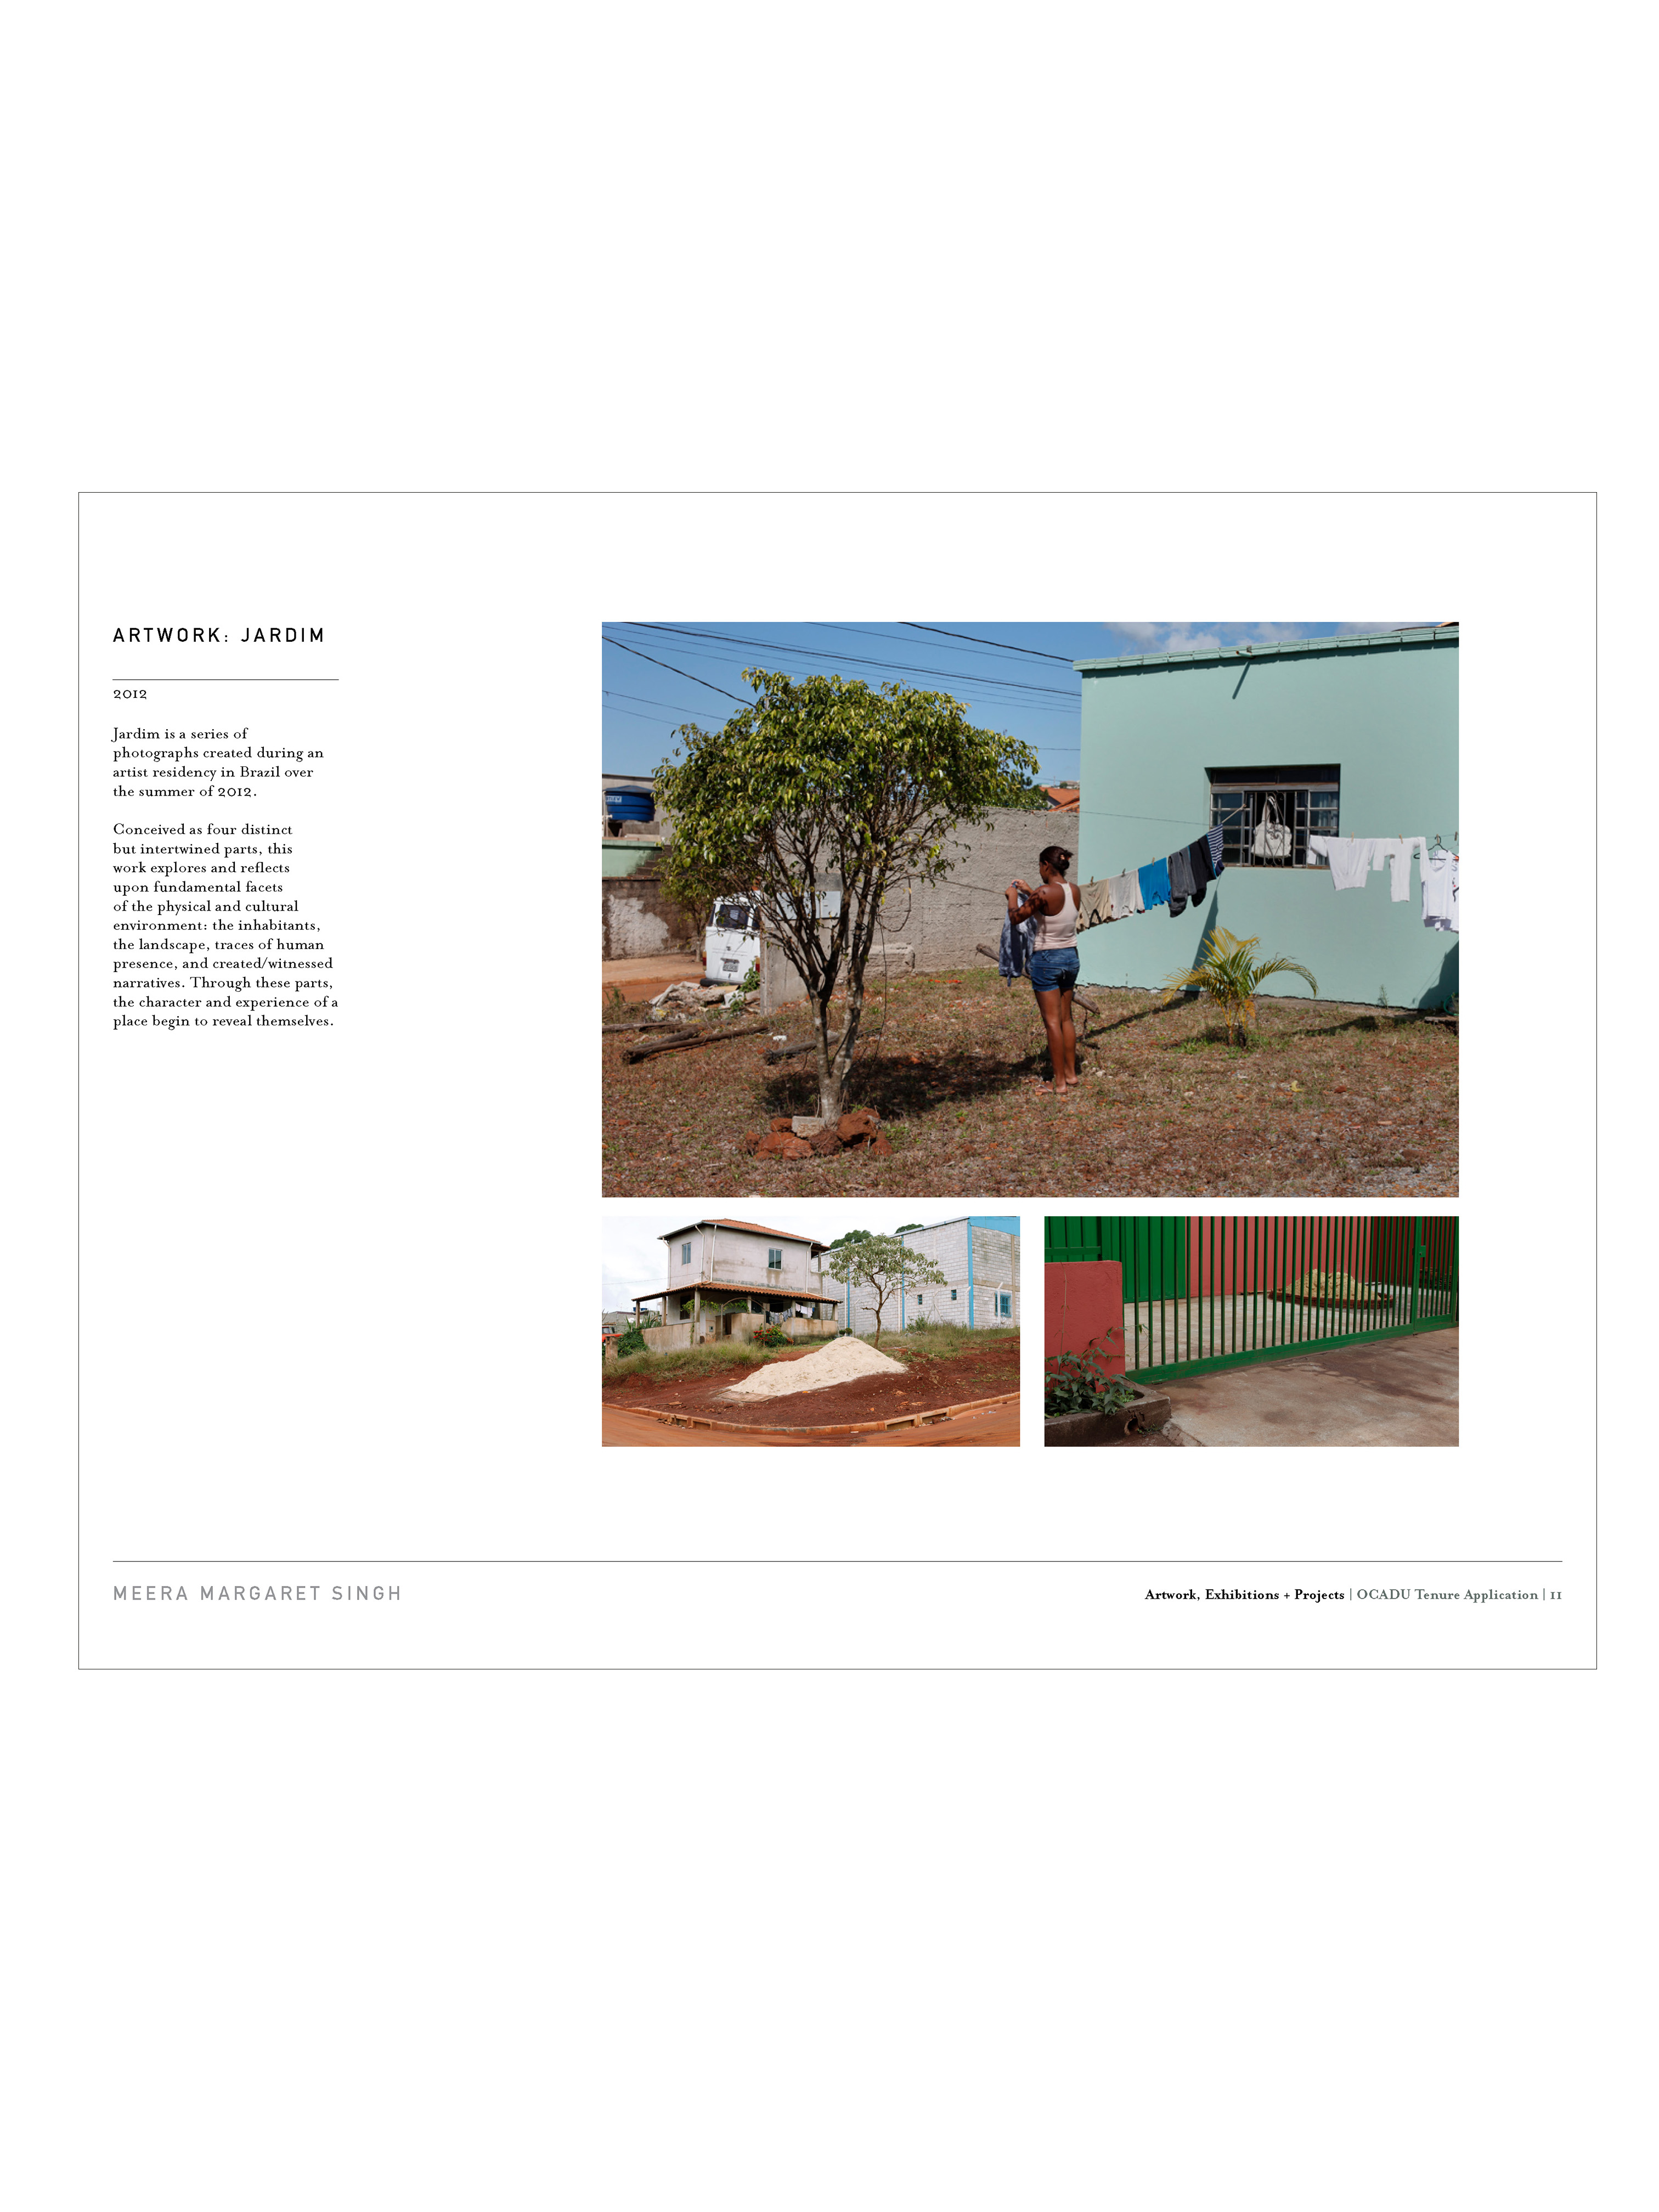 ARTWORK: JARDIM
2012
Jardim is a series of
photographs created during an
artist residency in Brazil over
the summer of 2012.
Conceived as four distinct
but intertwined parts, this
work explores and reflects
upon fundamental facets
of the physical and cultural
environment: the inhabitants,
the landscape, traces of human
presence, and created/witnessed
narratives. Through these parts,
the character and experience of a
place begin to reveal themselves.
MEERA MARGARET SINGH
Artwork, Exhibitions + Projects | OCADU Tenure Application | 11